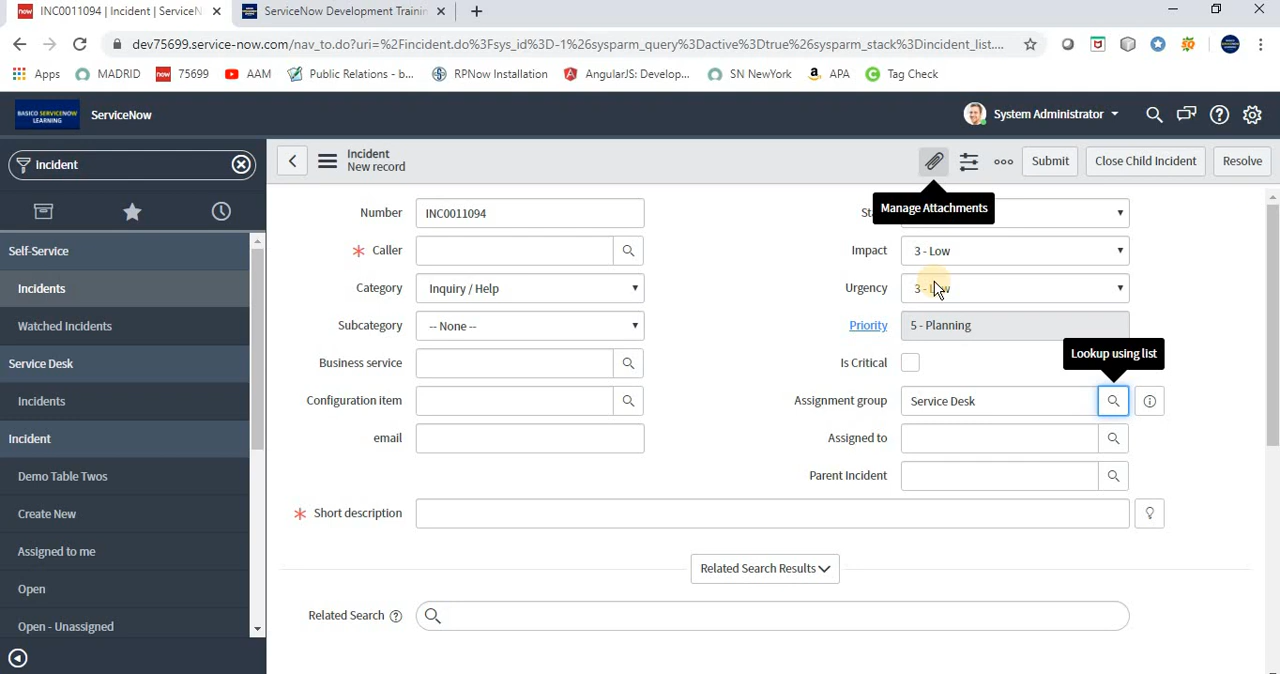 INC0011094 | Incident | ServiceN
ServiceNow Development Trainin
dev75699.service-now.com/nav_to.do?uri=%2Fincident.do%3Fsys_id%3D-1%26sysparm_query%3Dactive%3Dtrue%26sysparm_stack%3Dincident_list....
Apps MADRID now 75699 AAM Public Relations - b... RPNow Installation AngularJS: Develop... SN NewYork APA Tag Check
BASICO SERVICENOW LEARNING
ServiceNow
System Administrator
incident
Incident
New record
Submit
Close Child Incident
Resolve
Manage Attachments
Self-Service
Incidents
Watched Incidents
Service Desk
Incidents
Incident
Demo Table Twos
Create New
Assigned to me
Open
Open - Unassigned
Number INC0011094
Caller
Category Inquiry / Help
Subcategory -- None --
Business service
Configuration item
email
Impact 3 - Low
Urgency
Priority 5 - Planning
Is Critical
Lookup using list
Assignment group Service Desk
Assigned to
Parent Incident
Short description
Related Search Results
Related Search